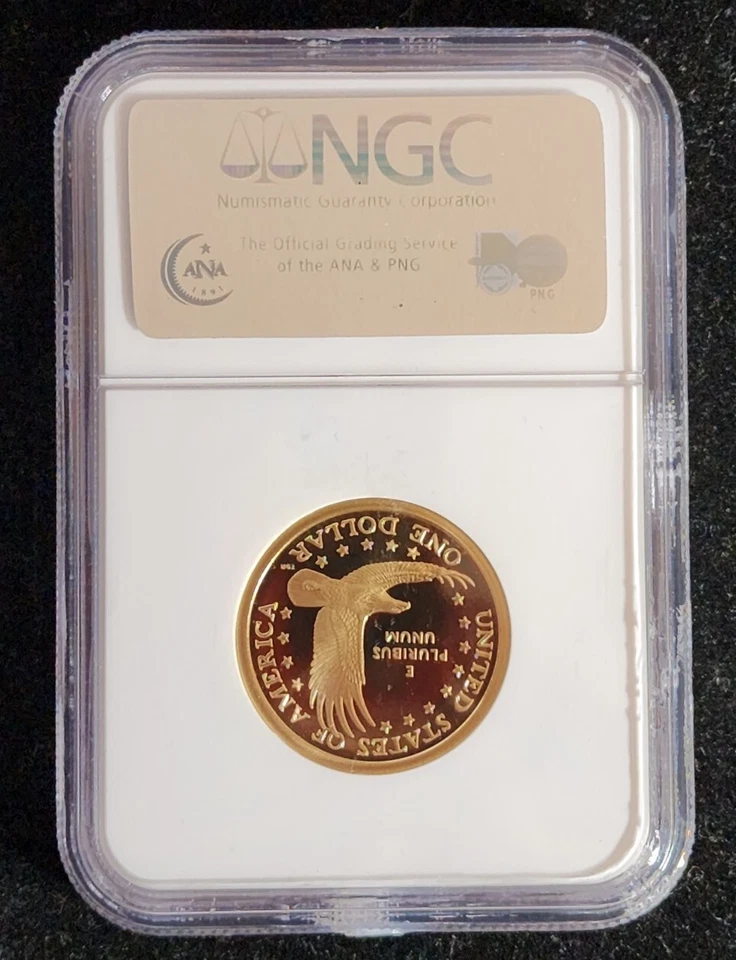 NGC
Numismatic Guaranty Corporation
The Official Grading Service
of the ANA & PNG
ANA
1891
PNG
UNITED STATES OF AMERICA
ONE DOLLAR
E
PLURIBUS
UNUM